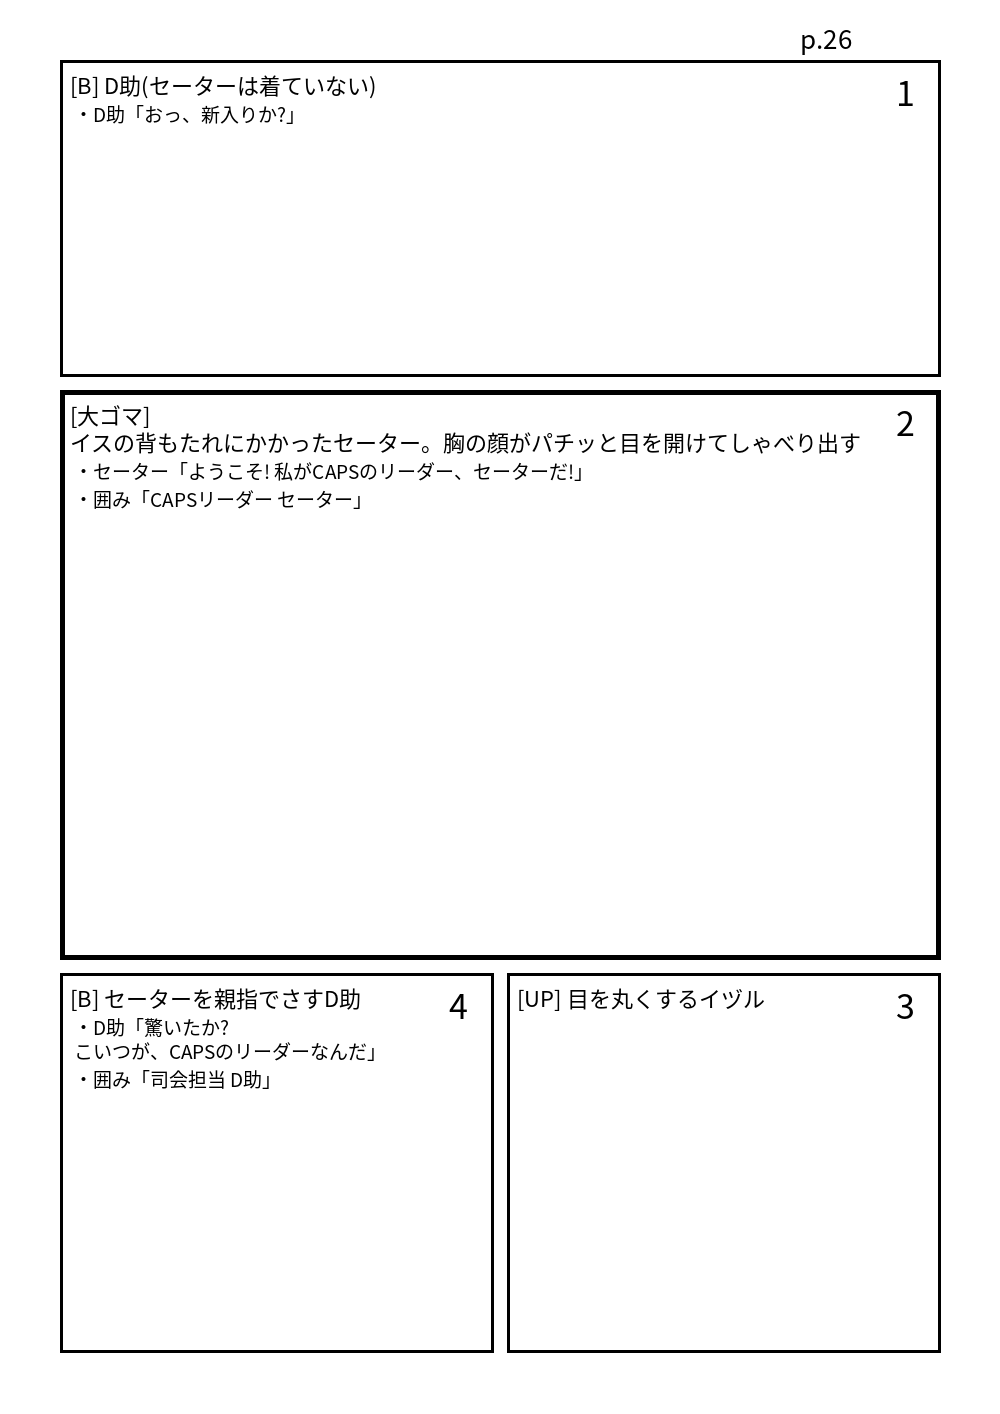 p.26
1
[B] D助(セーターは着ていない)
・D助「おっ、新入りか?」
2
[大ゴマ]
イスの背もたれにかかったセーター。胸の顔がパチッと目を開けてしゃべり出す
・セーター「ようこそ! 私がCAPSのリーダー、セーターだ!」
・囲み「CAPSリーダー セーター」
3
[UP] 目を丸くするイヅル
4
[B] セーターを親指でさすD助
・D助「驚いたか?
こいつが、CAPSのリーダーなんだ」
・囲み「司会担当 D助」